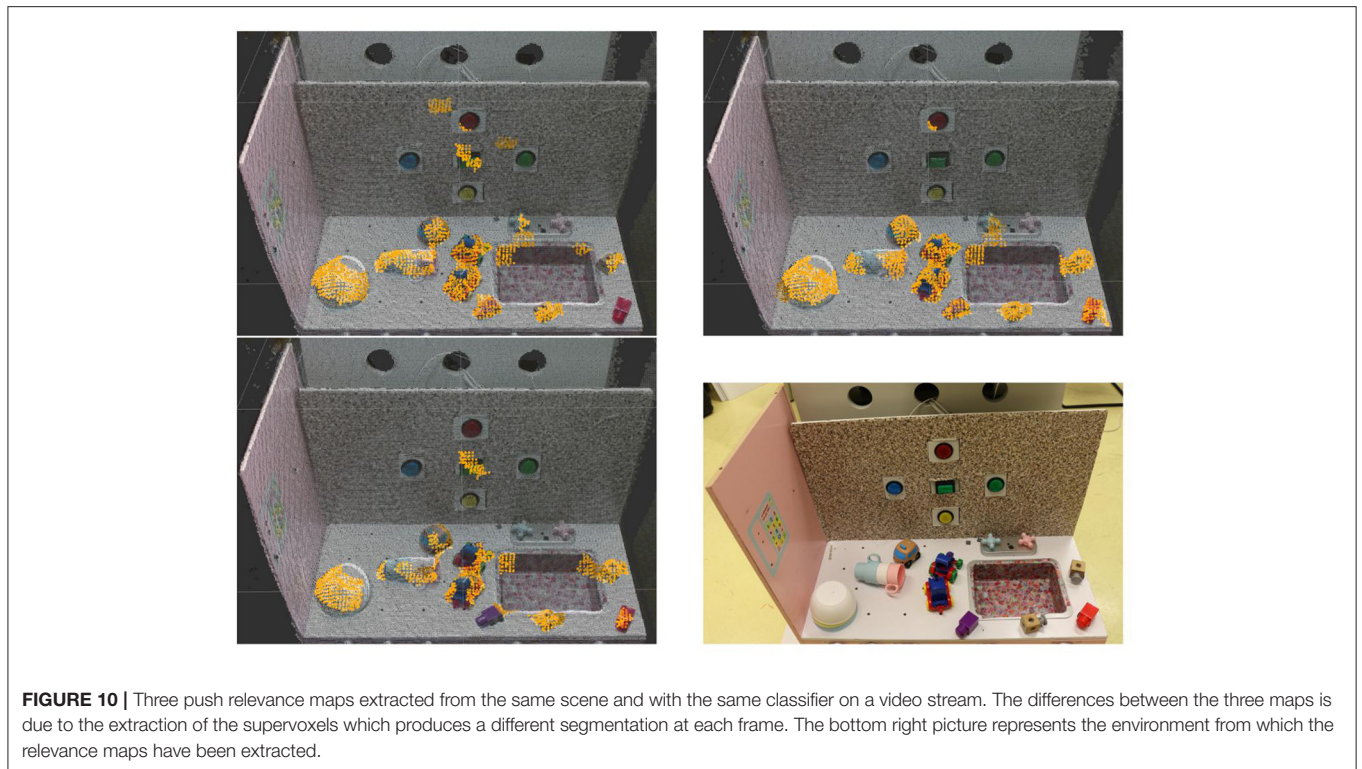 FIGURE 10 | Three push relevance maps extracted from the same scene and with the same classifier on a video stream. The differences between the three maps is
due to the extraction of the supervoxels which produces a different segmentation at each frame. The bottom right picture represents the environment from which the
relevance maps have been extracted.